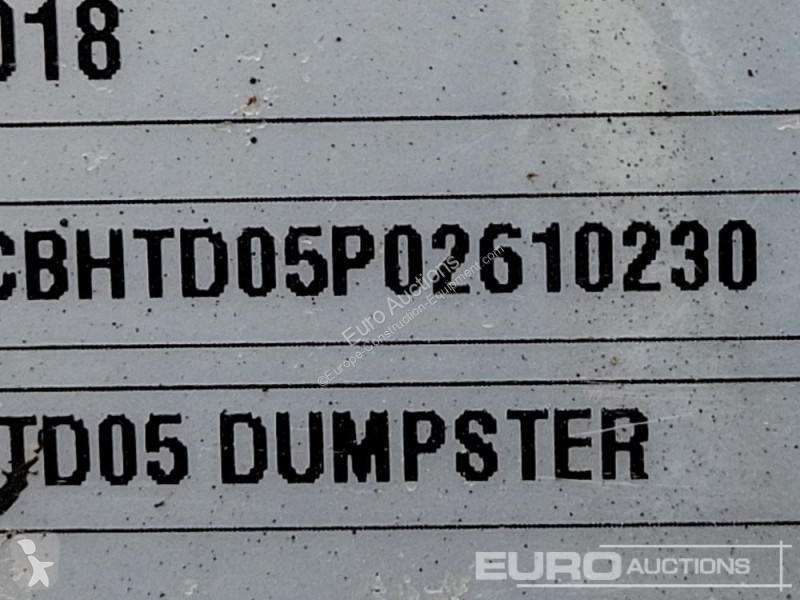 018
CBHTD05P02610230
TD05 DUMPSTER
Euro Auctions
©Europe-Construction-Equipment.com
EURO AUCTIONS